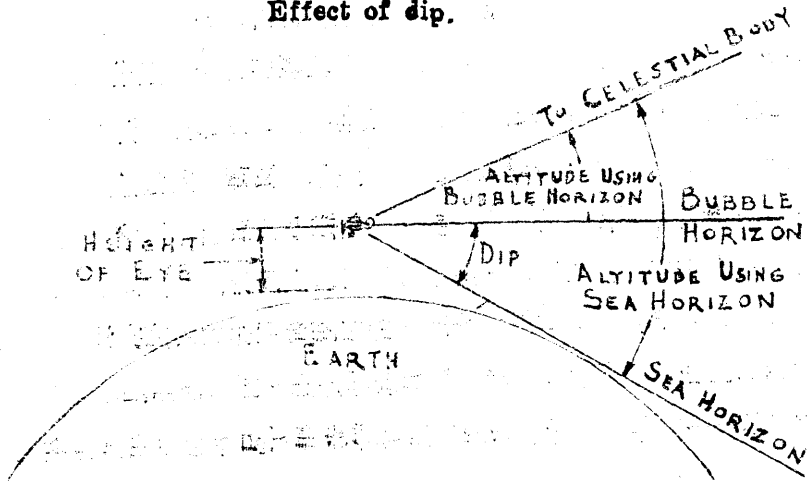 Effect of dip.
TO CELESTIAL BODY
ALTITUDE USING
BUBBLE HORIZON
BUBBLE
HORIZON
HEIGHT
OF EYE
DIP
ALTITUDE USING
SEA HORIZON
EARTH
SEA HORIZON